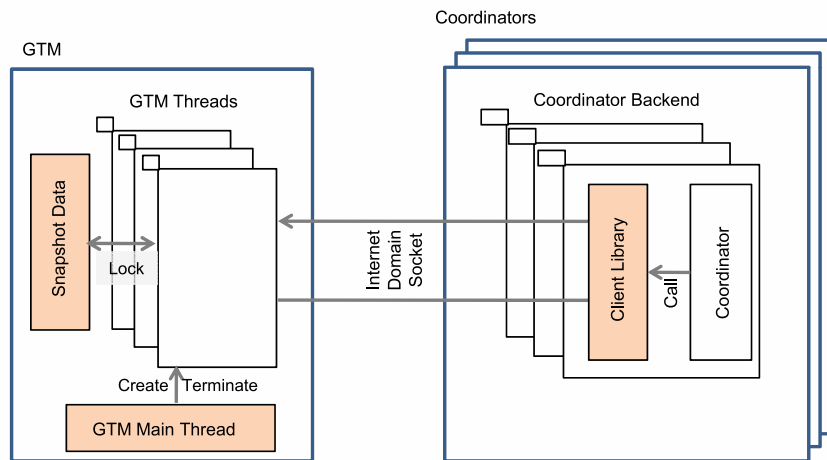 Coordinators
GTM
GTM Threads
Coordinator Backend
Snapshot Data
Lock
Internet
Domain
Socket
Client Library
Call
Coordinator
Create Terminate
GTM Main Thread